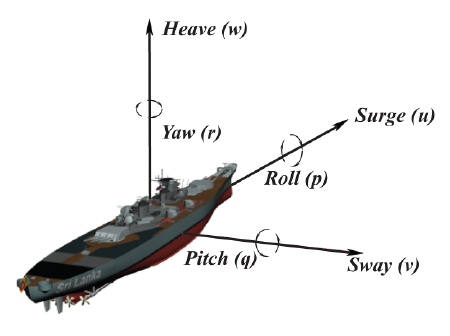 Heave (w)
Surge (u)
Yaw (r)
Roll (p)
Pitch (q)
Sway (v)
Sri Lanka